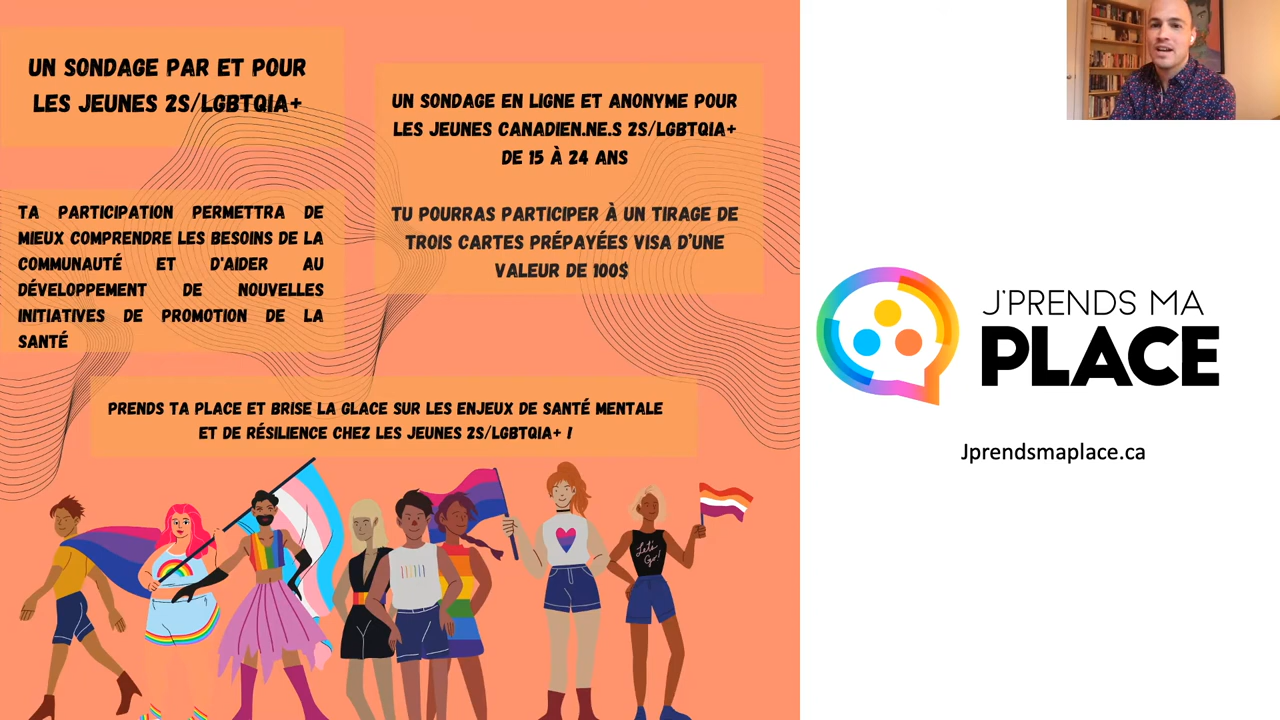 UN SONDAGE PAR ET POUR
LES JEUNES 2S/LGBTQIA+
TA PARTICIPATION PERMETTRA DE
MIEUX COMPRENDRE LES BESOINS DE LA
COMMUNAUTÉ ET D'AIDER AU
DÉVELOPPEMENT DE NOUVELLES
INITIATIVES DE PROMOTION DE LA
SANTÉ
UN SONDAGE EN LIGNE ET ANONYME POUR
LES JEUNES CANADIEN.NE.S 2S/LGBTQIA+
DE 15 À 24 ANS
TU POURRAS PARTICIPER À UN TIRAGE DE
TROIS CARTES PRÉPAYÉES VISA D'UNE
VALEUR DE 100$
PRENDS TA PLACE ET BRISE LA GLACE SUR LES ENJEUX DE SANTÉ MENTALE
ET DE RÉSILIENCE CHEZ LES JEUNES 2S/LGBTQIA+ !
Let's
Go!
J'PRENDS MA
PLACE
Jprendsmaplace.ca